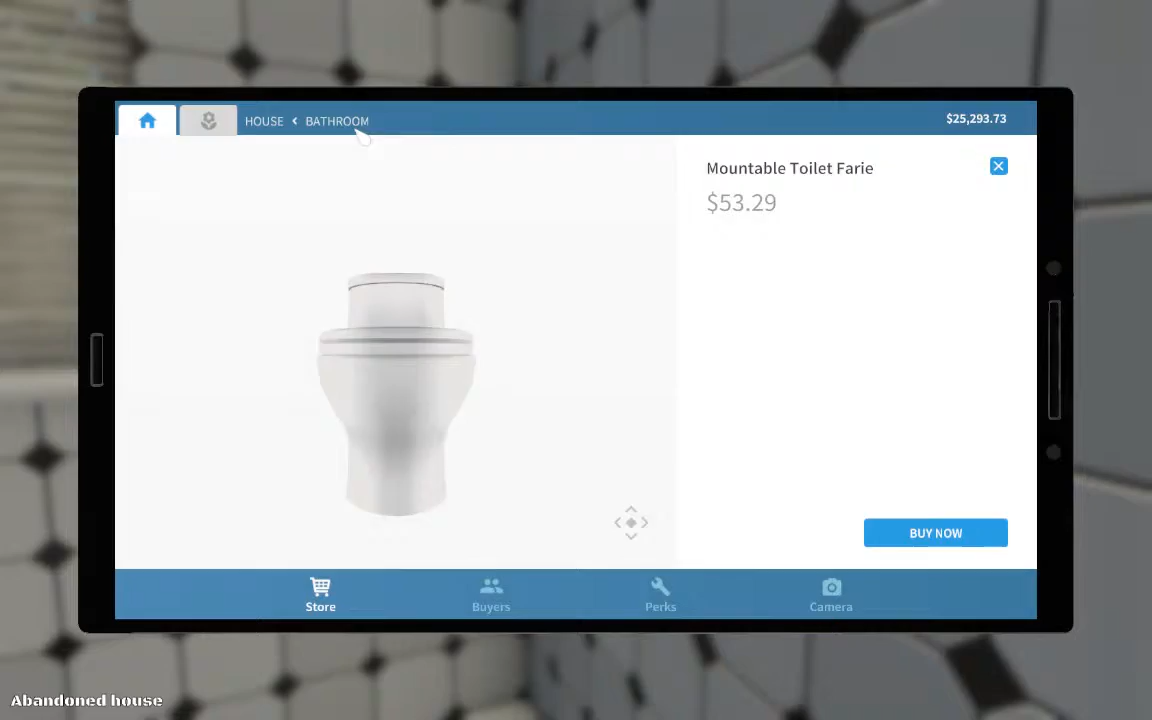 HOUSE < BATHROOM
$25,293.73
Mountable Toilet Farie
$53.29
BUY NOW
Store
Buyers
Perks
Camera
Abandoned house